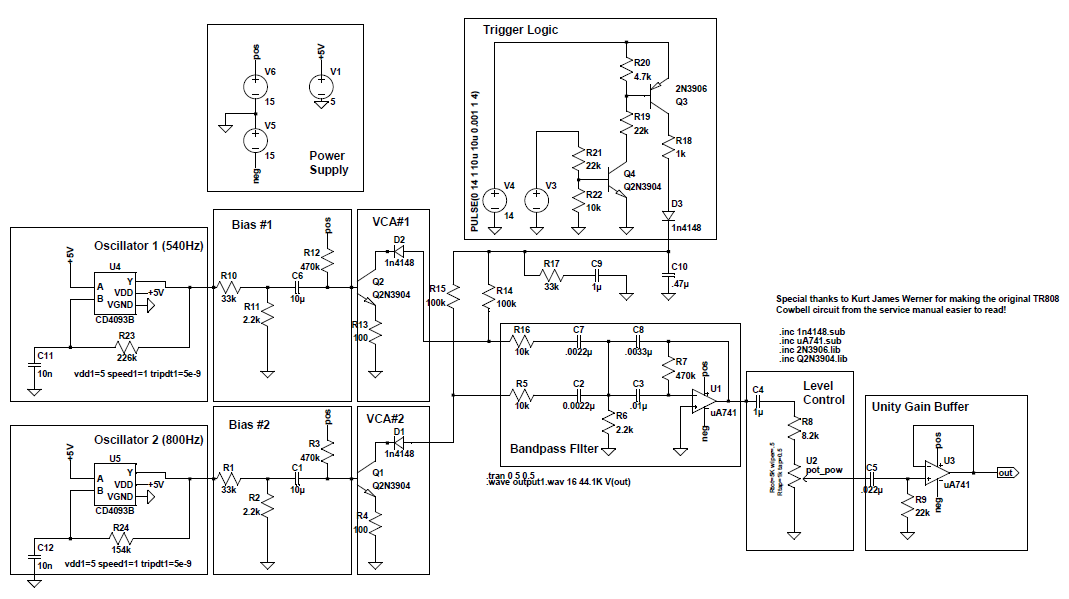 Trigger Logic
R20
4.7k
2N3906
Q3
R19
22k
R18
1k
R21
22k
R22
10k
Q4
Q2N3904
D3
1n4148
V4
14
V3
PULSE(0 14 1 10u 10u 0.001 1 4)
pos
V6
15
V5
15
neg
+5V
V1
5
Power
Supply
Oscillator 1 (540Hz)
+5V
U4
A
B
Y
VDD
+5V
VGND
CD4093B
R23
226k
C11
10n
vdd1=5 speed1=1 tripdt1=5e-9
Bias #1
pos
R12
470k
R10
33k
C6
10µ
R11
2.2k
VCA#1
D2
1n4148
Q2
Q2N3904
R13
100
R15
100k
R14
100k
R17
33k
C9
1µ
C10
.47µ
R16
10k
C7
.0022µ
C8
.0033µ
R7
470k
R5
10k
C2
0.0022µ
C3
.01µ
R6
2.2k
pos
U1
uA741
neg
Bandpass FIlter
.tran 0 5 0.5
.wave output1.wav 16 44.1K V(out)
Special thanks to Kurt James Werner for making the original TR808
Cowbell circuit from the service manual easier to read!
.inc 1n4148.sub
.inc uA741.sub
.inc 2N3906.lib
.inc Q2N3904.lib
Oscillator 2 (800Hz)
+5V
U5
A
B
Y
VDD
+5V
VGND
CD4093B
R24
154k
C12
10n
vdd1=5 speed1=1 tripdt1=5e-9
Bias #2
pos
R3
470k
R1
33k
C1
10µ
R2
2.2k
VCA#2
D1
1n4148
Q1
Q2N3904
R4
100
C4
1µ
Level
Control
R8
8.2k
U2
pot_pow
Unity Gain Buffer
C5
.022µ
R9
22k
pos
U3
uA741
neg
out